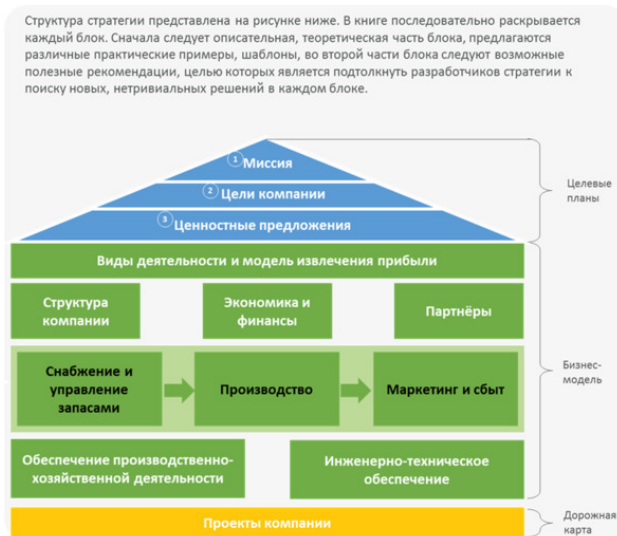 Структура стратегии представлена на рисунке ниже. В книге последовательно раскрывается
каждый блок. Сначала следует описательная, теоретическая часть блока, предлагаются
различные практические примеры, шаблоны, во второй части блока следуют возможные
полезные рекомендации, целью которых является подтолкнуть разработчиков стратегии к
поиску новых, нетривиальных решений в каждом блоке.
1 Миссия
2 Цели компании
3 Ценностные предложения
Целевые
планы
Виды деятельности и модель извлечения прибыли
Структура
компании
Экономика и
финансы
Партнёры
Снабжение и
управление
запасами
Производство
Маркетинг и сбыт
Бизнес-
модель
Обеспечение производственно-
хозяйственной деятельности
Инженерно-техническое
обеспечение
Проекты компании
Дорожная
карта